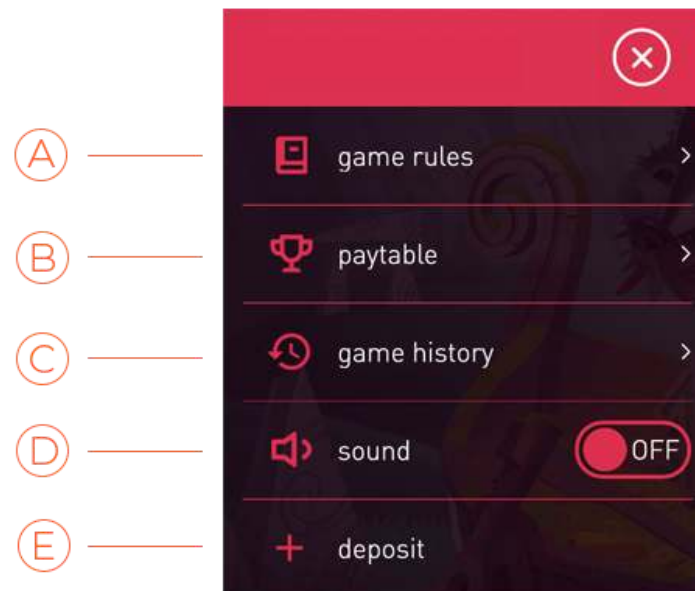 A game rules
B paytable
C game history
D sound OFF
E deposit